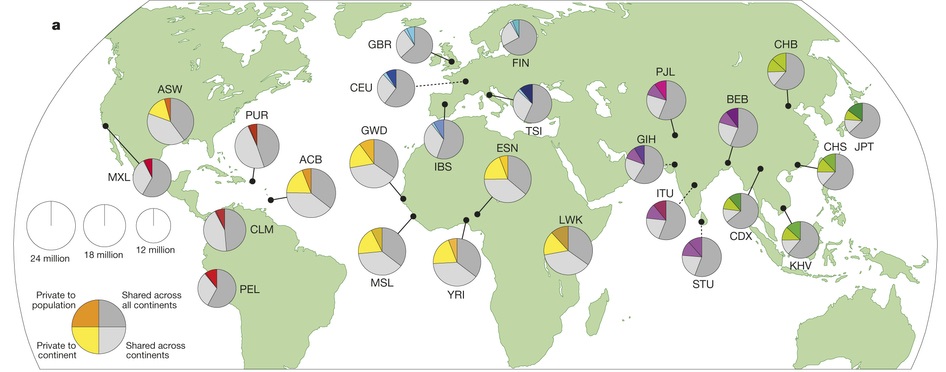 a
GBR
FIN
CHB
CEU
PJL
ASW
TSI
BEB
PUR
GWD
IBS
ESN
GIH
CHS
JPT
MXL
ACB
ITU
LWK
CDX
CLM
KHV
24 million
18 million
12 million
MSL
YRI
STU
PEL
Private to
population
Shared across
all continents
Private to
continent
Shared across
continents